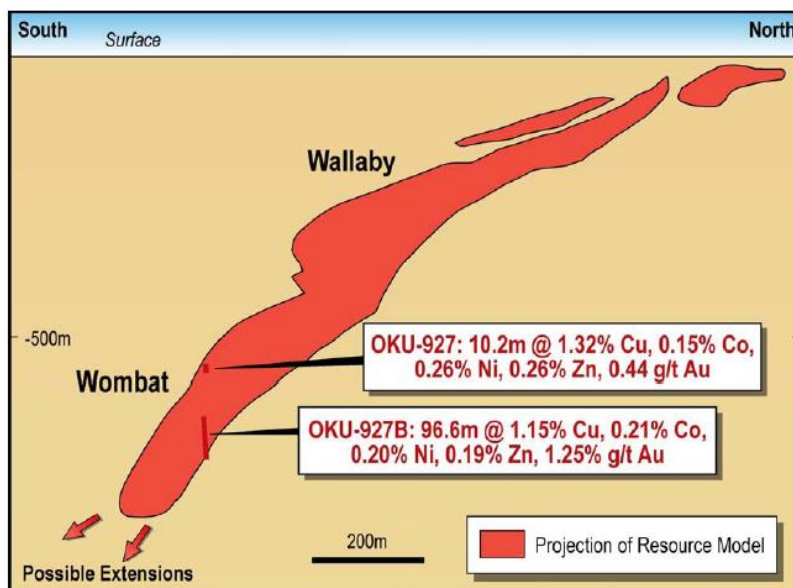 South
Surface
North
Wallaby
-500m
OKU-927: 10.2m @ 1.32% Cu, 0.15% Co,
0.26% Ni, 0.26% Zn, 0.44 g/t Au
Wombat
OKU-927B: 96.6m @ 1.15% Cu, 0.21% Co,
0.20% Ni, 0.19% Zn, 1.25% g/t Au
Possible Extensions
200m
Projection of Resource Model